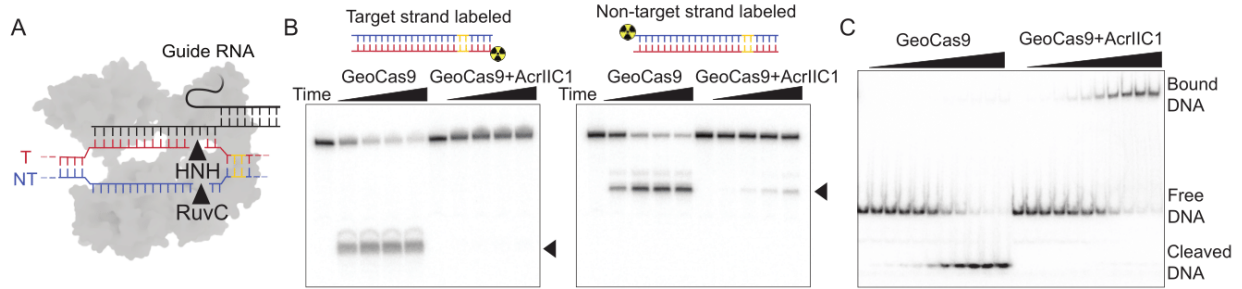 A
Guide RNA
T
HNH
NT
RuvC
B
Target strand labeled
GeoCas9 GeoCas9+AcrIIC1
Time
Non-target strand labeled
GeoCas9 GeoCas9+AcrIIC1
Time
C
GeoCas9 GeoCas9+AcrIIC1
Bound
DNA
Free
DNA
Cleaved
DNA